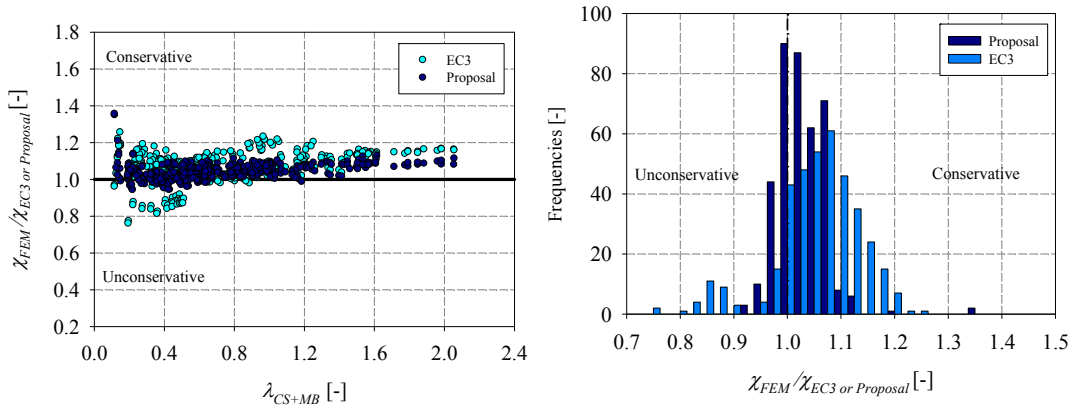 1.8
1.6
1.4
1.2
1.0
0.8
0.6
0.4
0.2
Conservative
EC3
Proposal
Unconservative
0.0 0.4 0.8 1.2 1.6 2.0 2.4
λCS+MB [-]
χFEM/χEC3 or Proposal [-]
100
80
60
40
20
0
Frequencies [-]
Proposal
EC3
Unconservative
Conservative
0.7 0.8 0.9 1.0 1.1 1.2 1.3 1.4 1.5
χFEM/χEC3 or Proposal[-]